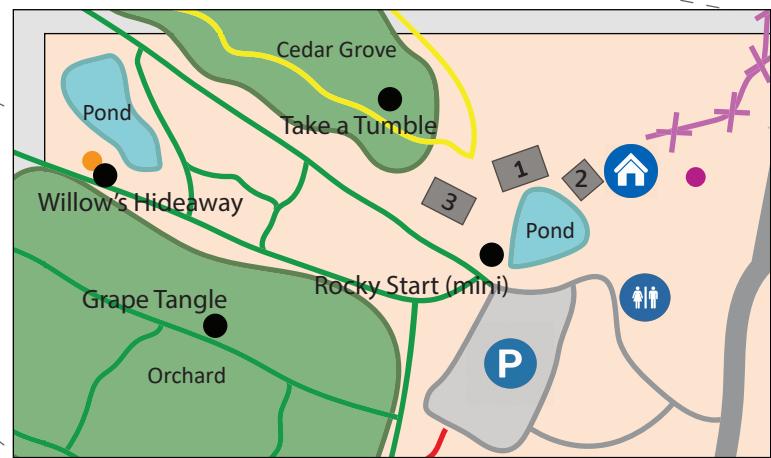 Cedar Grove
Pond
Take a Tumble
1
2
3
Willow's Hideaway
Pond
Rocky Start (mini)
Grape Tangle
P
Orchard